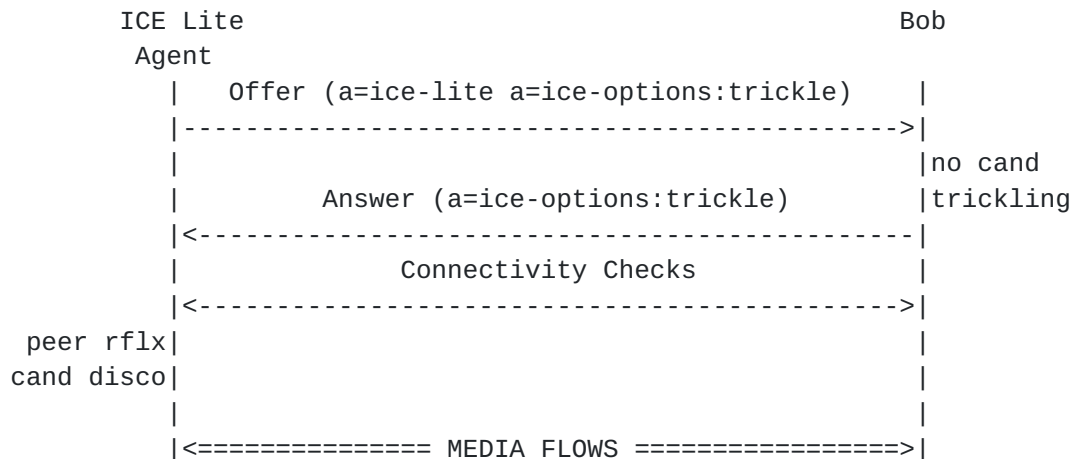 ICE Lite                                          Bob
 Agent
   |   Offer (a=ice-lite a=ice-options:trickle)    |
   |---------------------------------------------->|
   |                                               |no cand
   |         Answer (a=ice-options:trickle)        |trickling
   |<----------------------------------------------|
   |              Connectivity Checks              |
   |<--------------------------------------------->|
peer rflx|                                               |
cand disco|                                               |
   |                                               |
   |<=============== MEDIA FLOWS =================>|